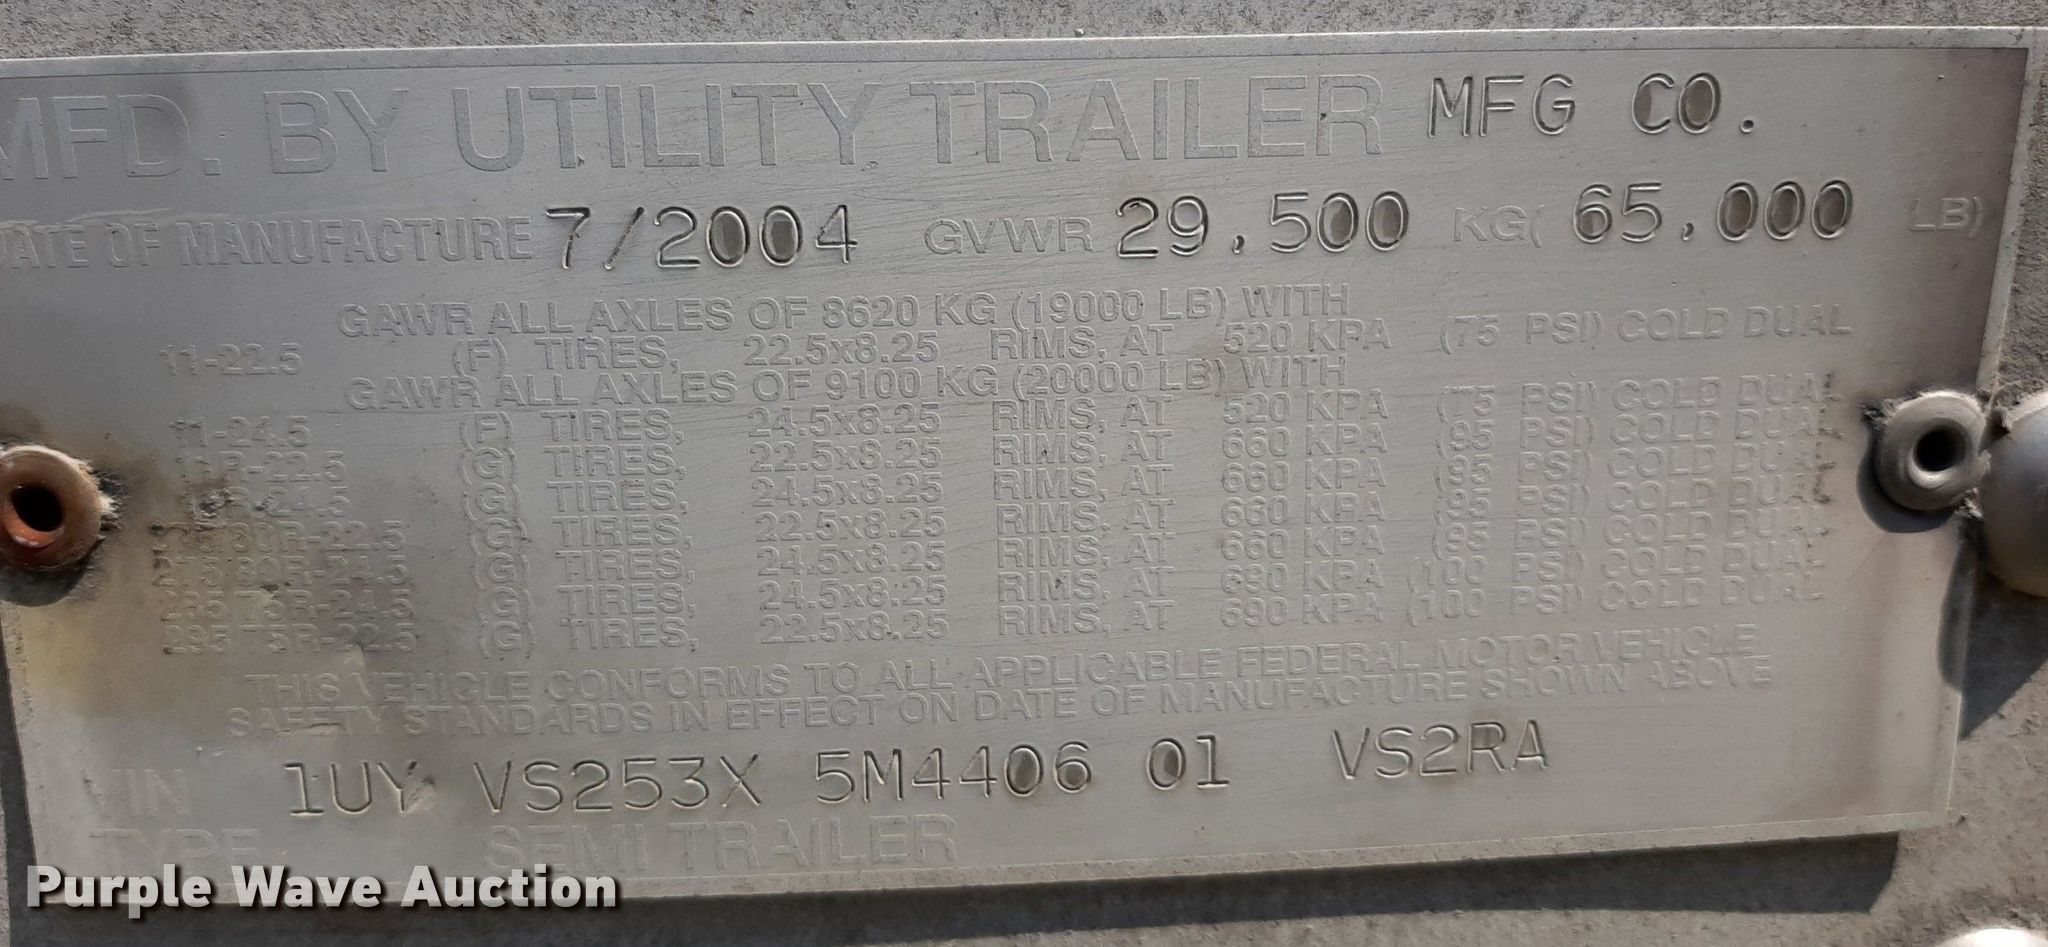 MFD. BY UTILITY TRAILER MFG CO.
DATE OF MANUFACTURE 7/2004 GVWR 29,500 KG( 65,000 LB)
GAWR ALL AXLES OF 8620 KG (19000 LB) WITH
11-22.5 (F) TIRES, 22.5x8.25 RIMS, AT 520 KPA (75 PSI) COLD DUAL
GAWR ALL AXLES OF 9100 KG (20000 LB) WITH
11-24.5 (F) TIRES, 24.5x8.25 RIMS, AT 520 KPA (75 PSI) COLD DUAL
11R-22.5 (G) TIRES, 22.5x8.25 RIMS, AT 660 KPA (95 PSI) COLD DUAL
(G) TIRES, 24.5x8.25 RIMS, AT 660 KPA (95 PSI) COLD DUAL
(G) TIRES, 22.5x8.25 RIMS, AT 660 KPA (95 PSI) COLD DUAL
(G) TIRES, 24.5x8.25 RIMS, AT 660 KPA (95 PSI) COLD DUAL
(G) TIRES, 24.5x8.25 RIMS, AT 690 KPA (100 PSI) COLD DUAL
295/75R-22.5 (G) TIRES, 22.5x8.25 RIMS, AT 690 KPA (100 PSI) COLD DUAL
THIS VEHICLE CONFORMS TO ALL APPLICABLE FEDERAL MOTOR VEHICLE
SAFETY STANDARDS IN EFFECT ON DATE OF MANUFACTURE SHOWN ABOVE
VIN 1UY VS253X 5M4406 01 VS2RA
TYPE SEMI TRAILER
Purple Wave Auction